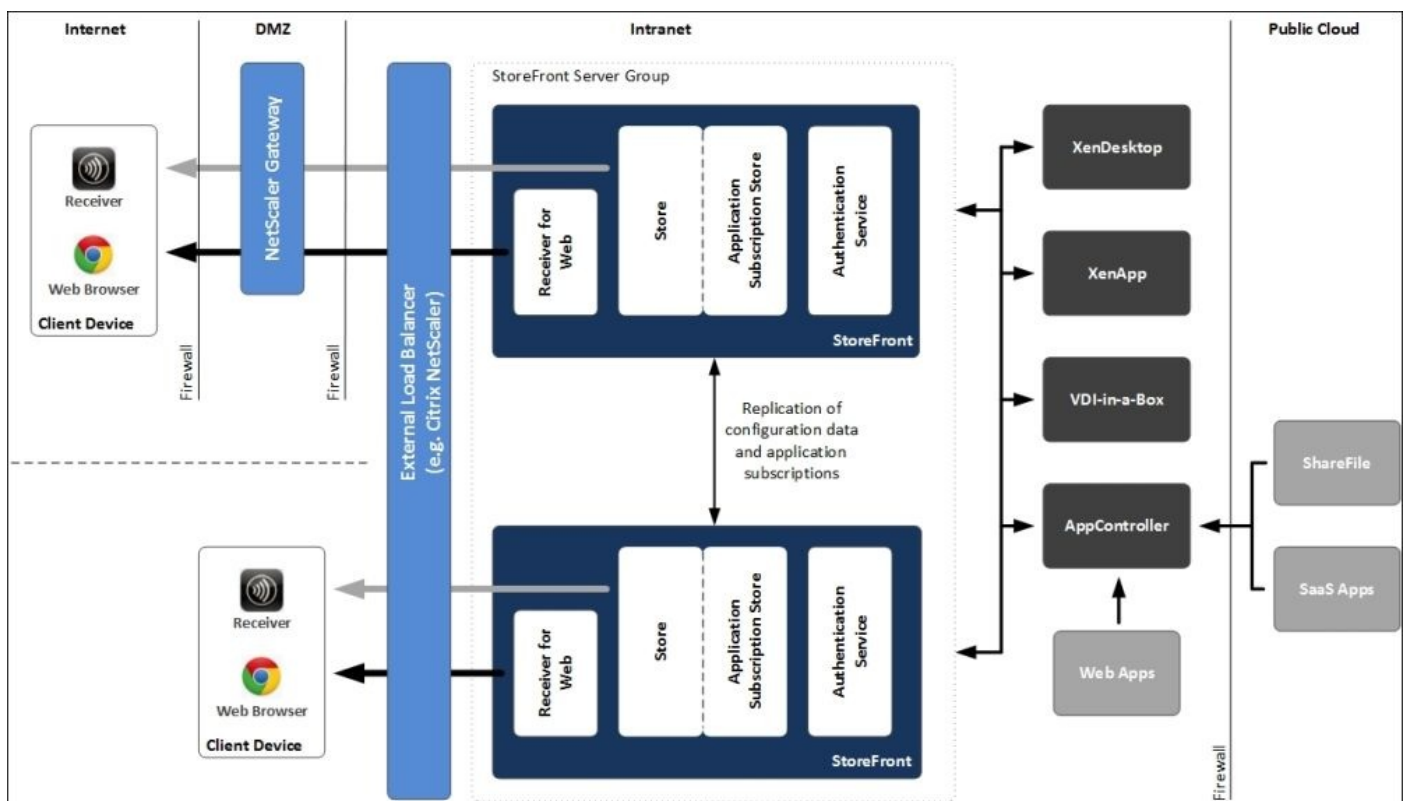 Internet
DMZ
Intranet
Public Cloud
StoreFront Server Group
NetScaler Gateway
Receiver
Web Browser
Client Device
Firewall
Firewall
External Load Balancer
(e.g. Citrix NetScaler)
Receiver for
Web
Store
Application
Subscription Store
Authentication
Service
StoreFront
XenDesktop
XenApp
VDI-in-a-Box
AppController
Web Apps
ShareFile
SaaS Apps
Firewall
Replication of
configuration data
and application
subscriptions
Receiver
Web Browser
Client Device
Receiver for
Web
Store
Application
Subscription Store
Authentication
Service
StoreFront